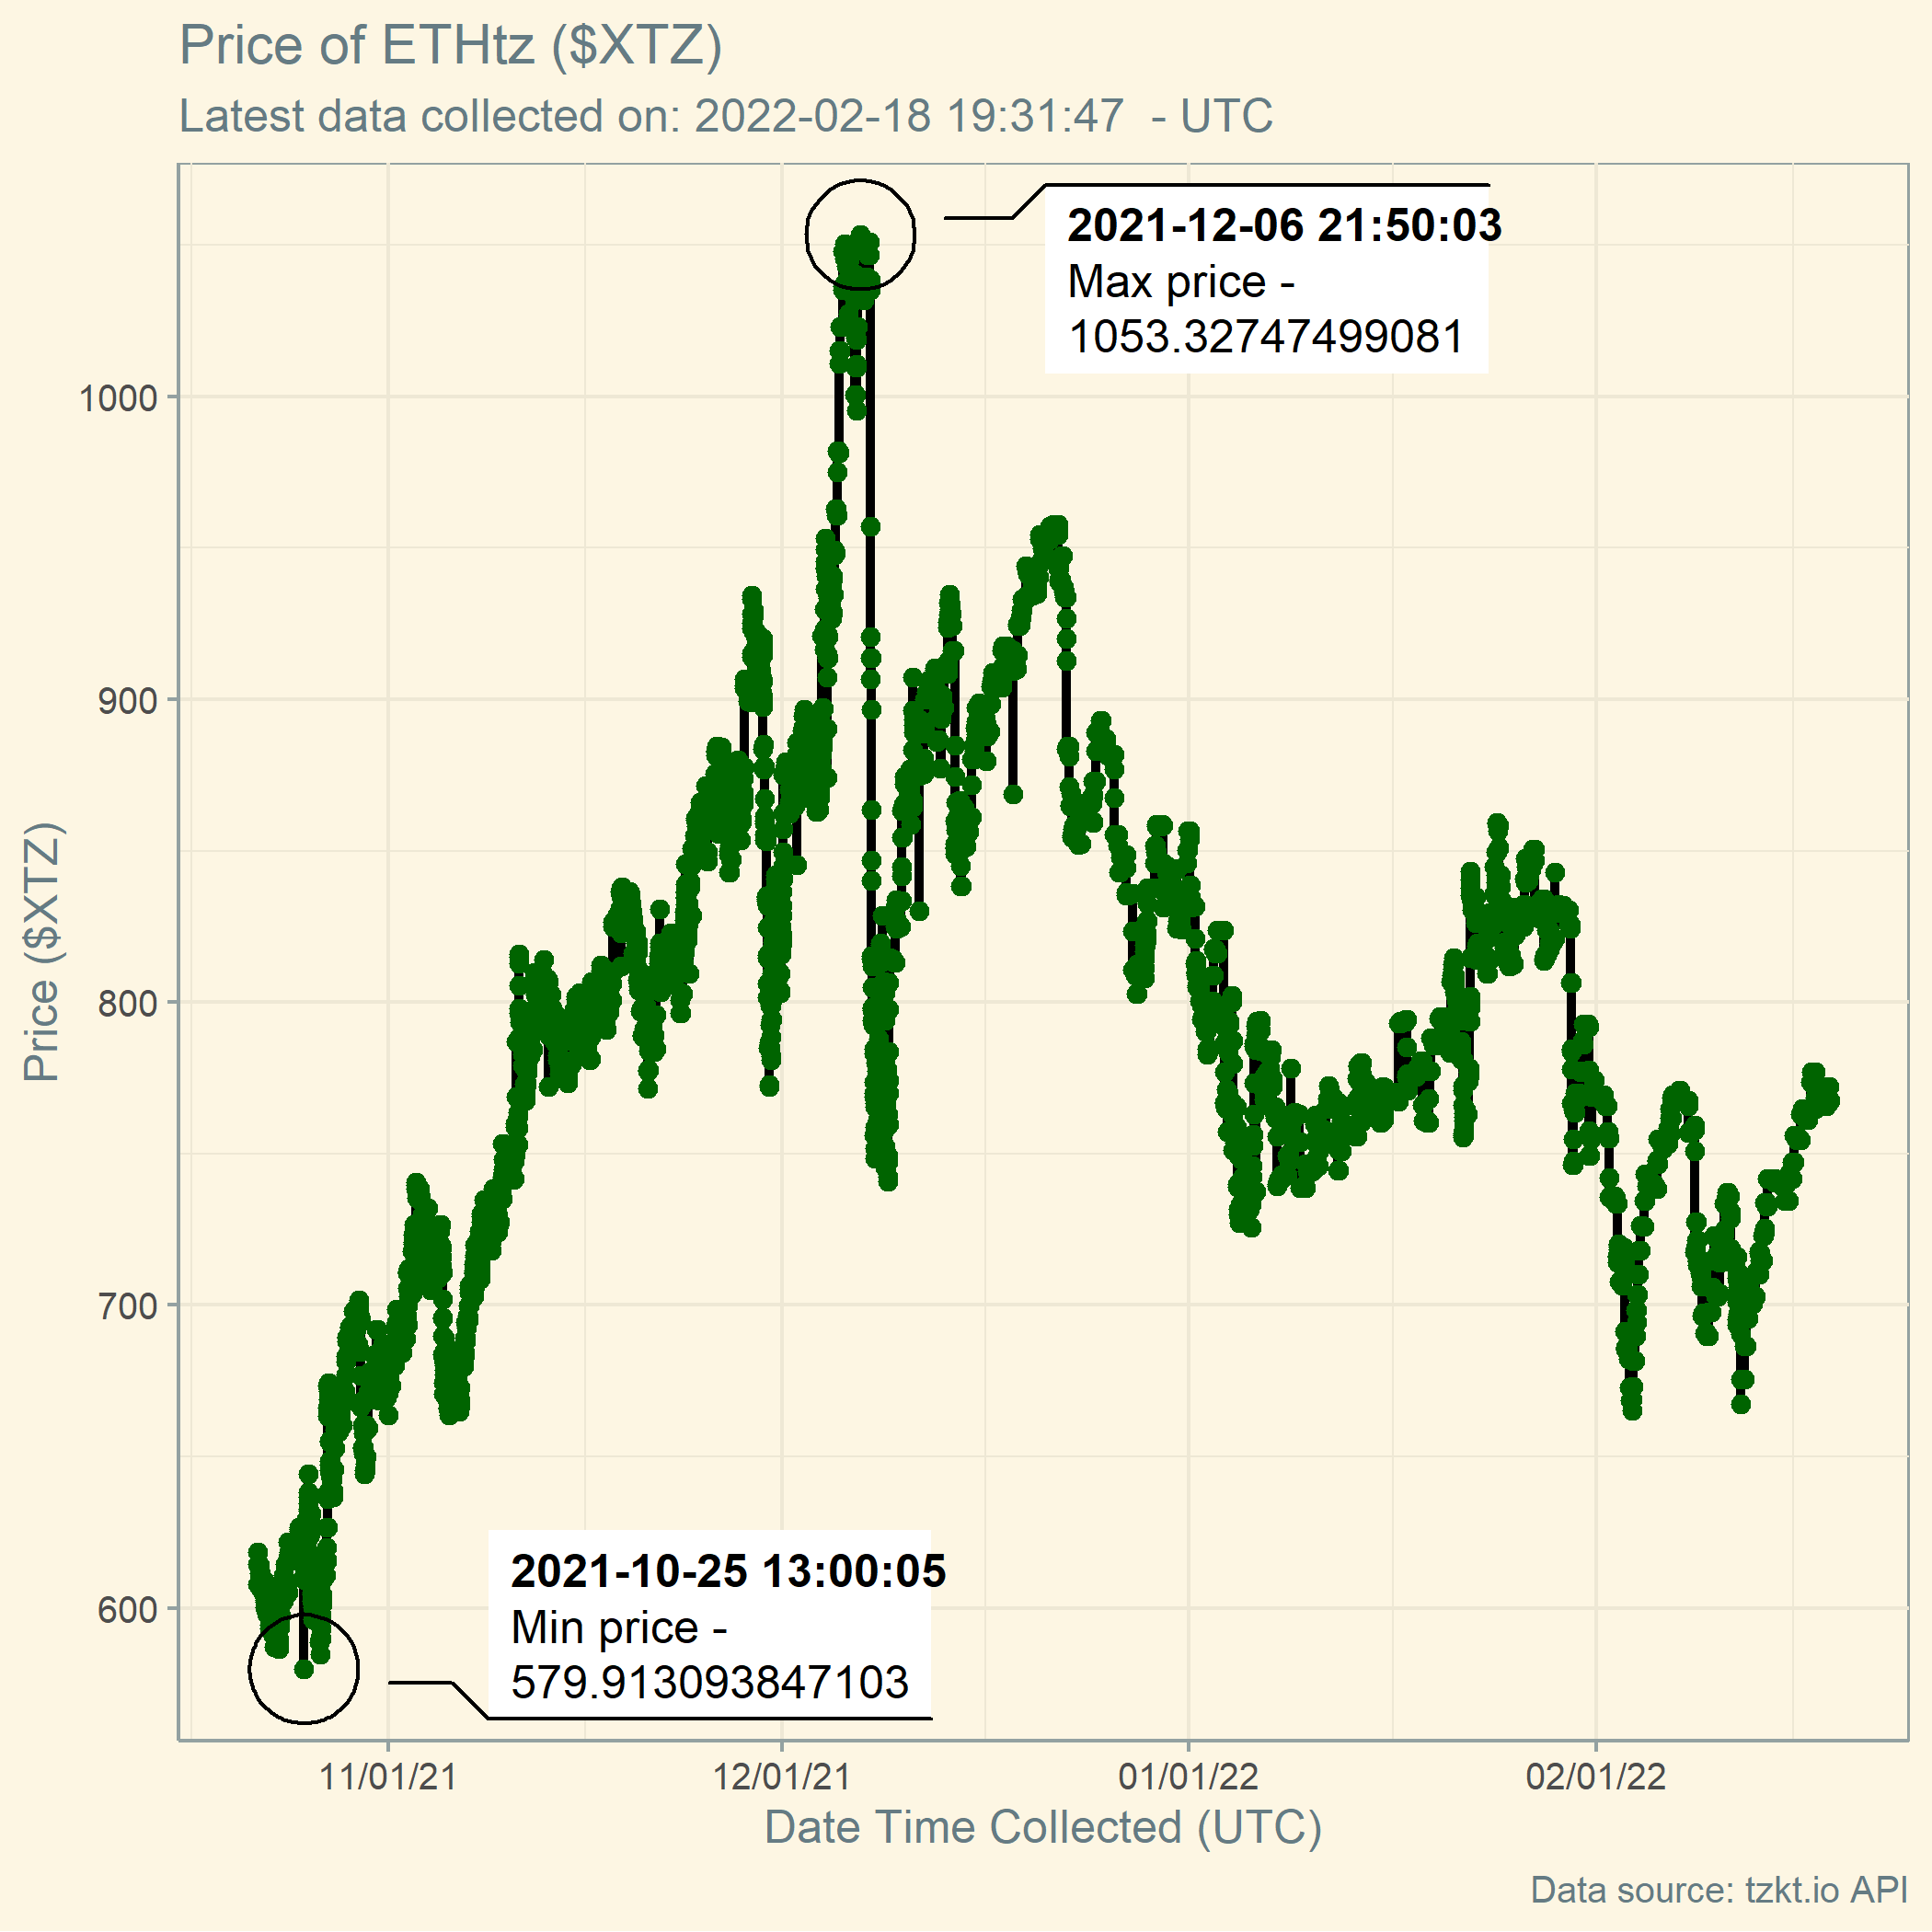 Price of ETHtz ($XTZ)
Latest data collected on: 2022-02-18 19:31:47  - UTC
2021-12-06 21:50:03
Max price -
1053.32747499081
1000
900
800
700
600
Price ($XTZ)
2021-10-25 13:00:05
Min price -
579.913093847103
11/01/21
12/01/21
01/01/22
02/01/22
Date Time Collected (UTC)
Data source: tzkt.io API